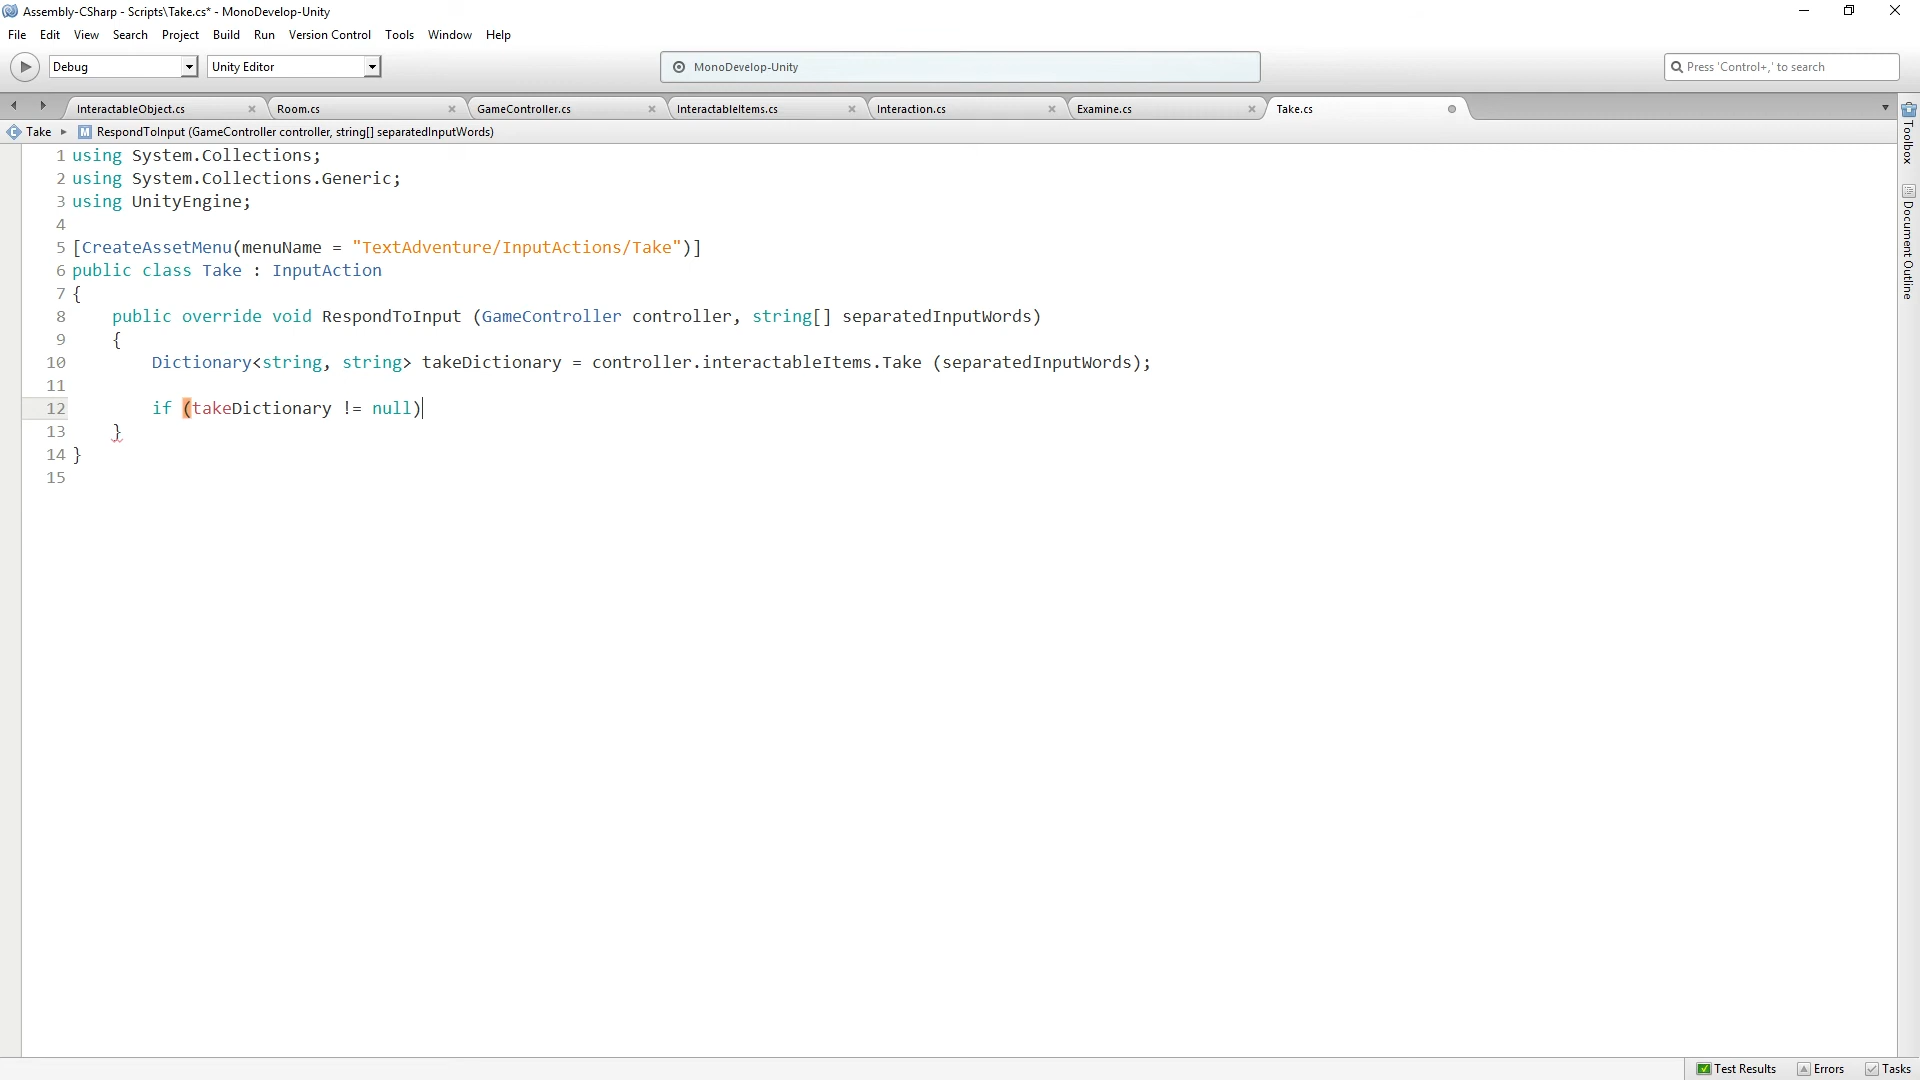 Assembly-CSharp - Scripts\Take.cs* - MonoDevelop-Unity
File Edit View Search Project Build Run Version Control Tools Window Help
Debug Unity Editor MonoDevelop-Unity Press 'Control+,' to search
InteractableObject.cs Room.cs GameController.cs InteractableItems.cs Interaction.cs Examine.cs Take.cs
Take RespondToInput (GameController controller, string[] separatedInputWords)
1 using System.Collections;
2 using System.Collections.Generic;
3 using UnityEngine;
4
5 [CreateAssetMenu(menuName = "TextAdventure/InputActions/Take")]
6 public class Take : InputAction
7 {
8 public override void RespondToInput (GameController controller, string[] separatedInputWords)
9 {
10 Dictionary<string, string> takeDictionary = controller.interactableItems.Take (separatedInputWords);
11
12 if (takeDictionary != null)
13 }
14 }
15
Toolbox
Document Outline
Test Results Errors Tasks